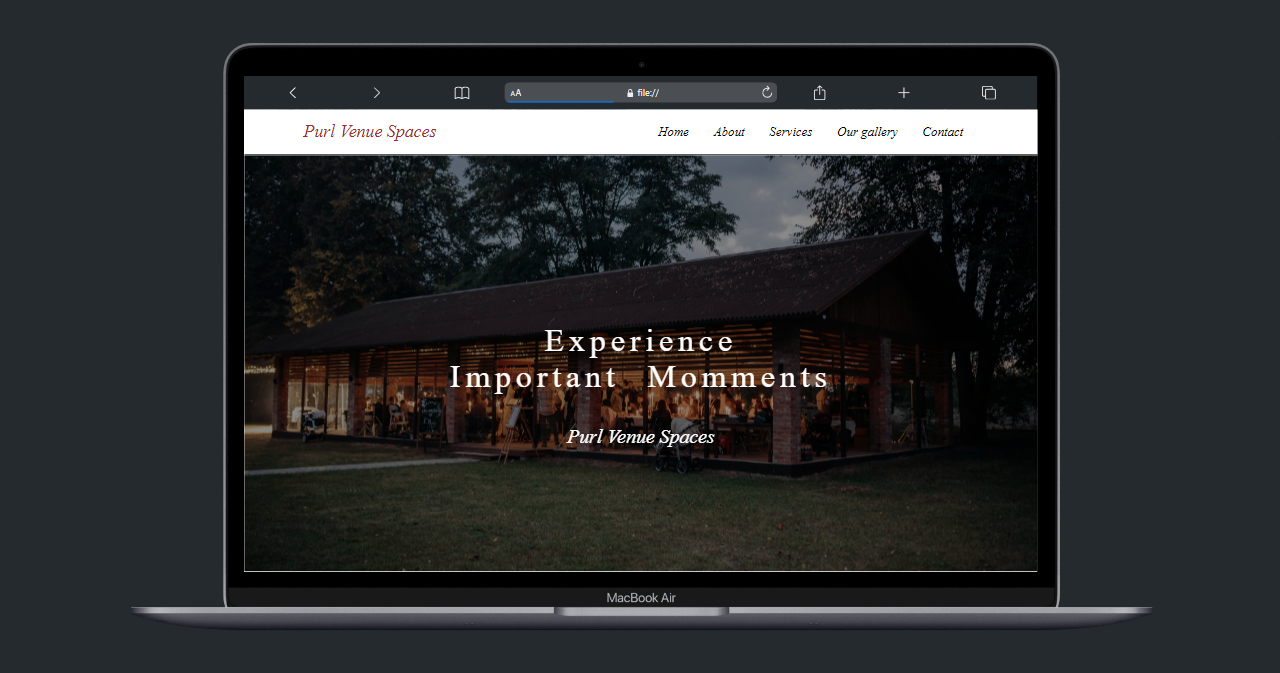 AA file://
Purl Venue Spaces Home About Services Our gallery Contact
Experience
Important Momments
Purl Venue Spaces
MacBook Air